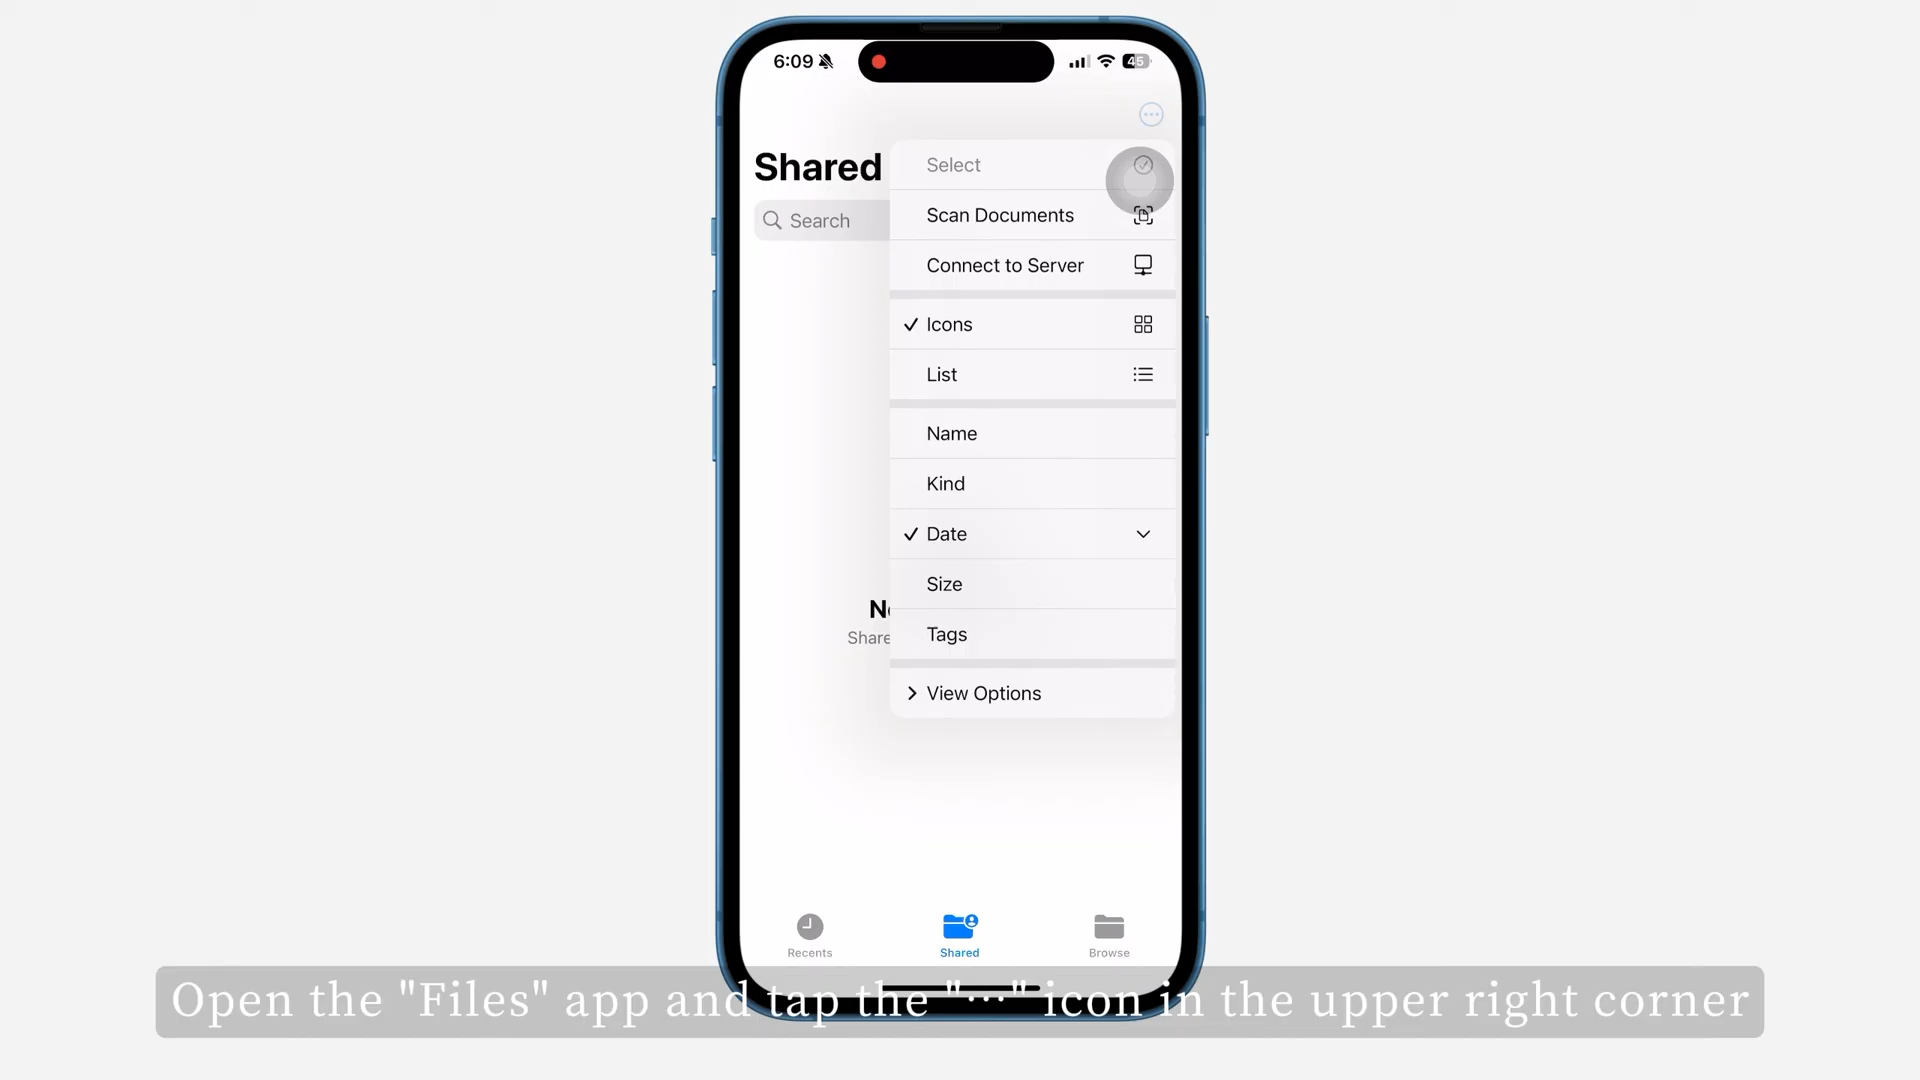 6:09
45
Shared
Select
Search
Scan Documents
Connect to Server
Icons
List
Name
Kind
Date
Size
Tags
View Options
Recents
Shared
Browse
Open the "Files" app and tap the "···" icon in the upper right corner